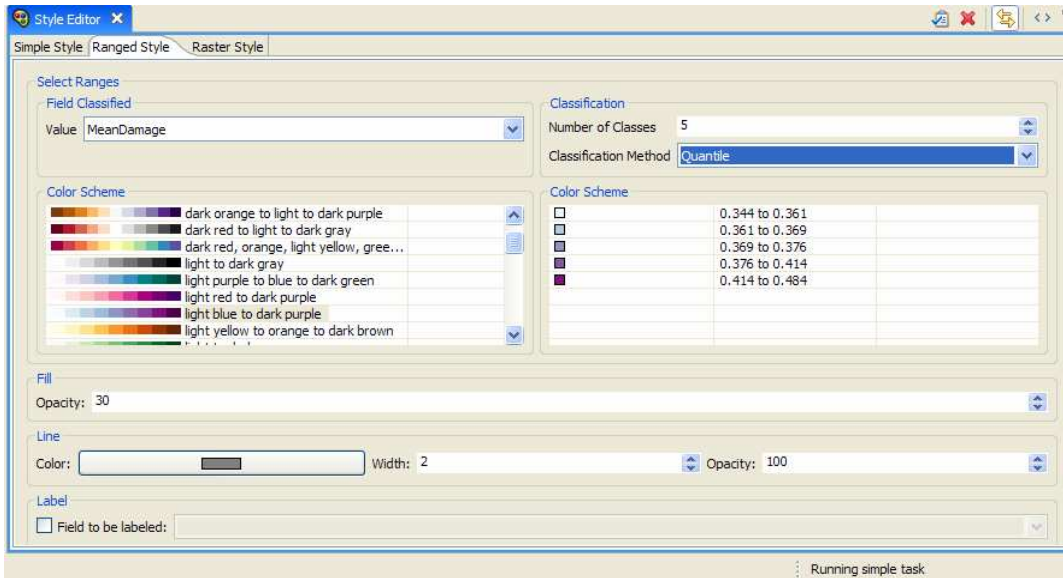 Style Editor
Simple Style Ranged Style Raster Style
Select Ranges
Field Classified
Value MeanDamage
Classification
Number of Classes 5
Classification Method Quantile
Color Scheme
dark orange to light to dark purple
dark red to light to dark gray
dark red, orange, light yellow, gree...
light to dark gray
light purple to blue to dark green
light red to dark purple
light blue to dark purple
light yellow to orange to dark brown
Color Scheme
0.344 to 0.361
0.361 to 0.369
0.369 to 0.376
0.376 to 0.414
0.414 to 0.484
Fill
Opacity: 30
Line
Color: Width: 2 Opacity: 100
Label
Field to be labeled:
Running simple task